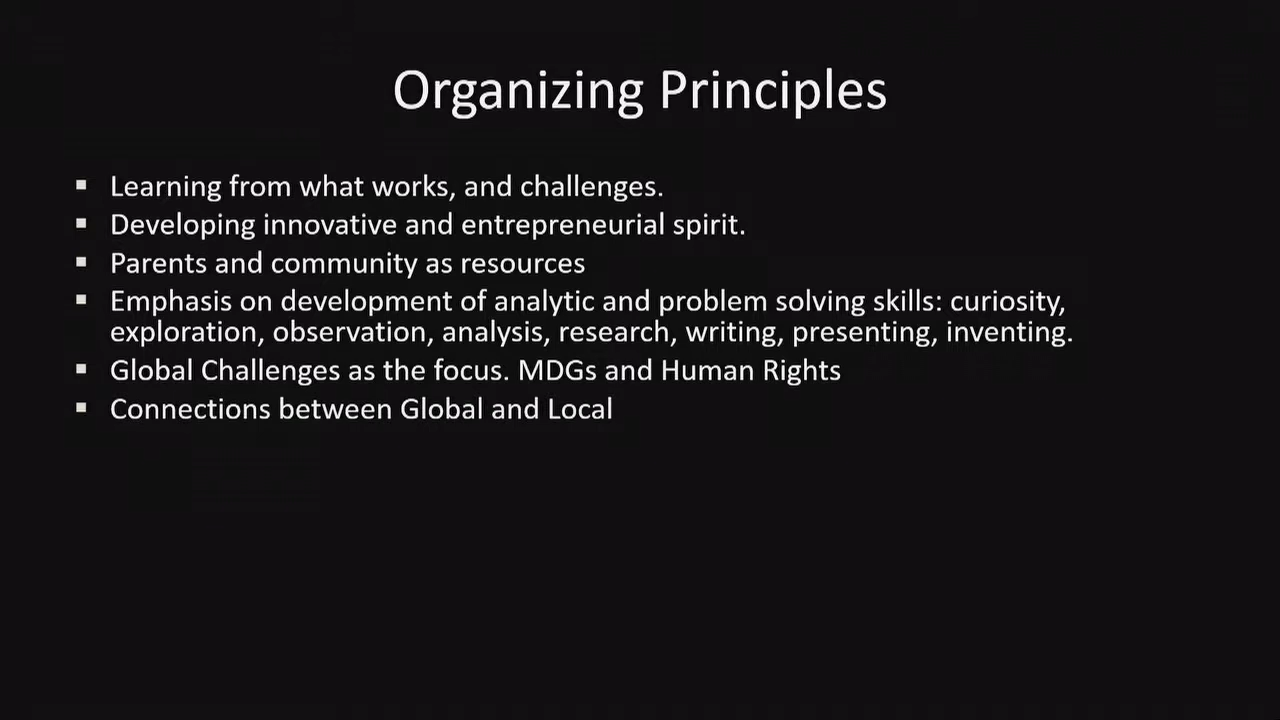 Organizing Principles
▪ Learning from what works, and challenges.
▪ Developing innovative and entrepreneurial spirit.
▪ Parents and community as resources
▪ Emphasis on development of analytic and problem solving skills: curiosity,
exploration, observation, analysis, research, writing, presenting, inventing.
▪ Global Challenges as the focus. MDGs and Human Rights
▪ Connections between Global and Local